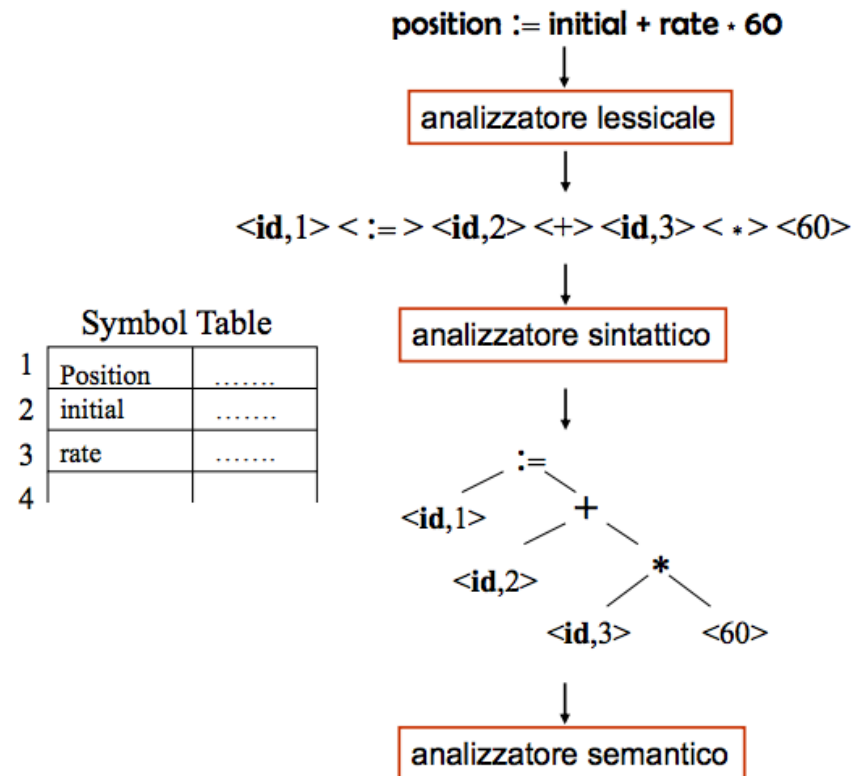 position := initial + rate * 60
analizzatore lessicale
<id,1> < := > <id,2> <+> <id,3> < * > <60>
analizzatore sintattico
Symbol Table
1 Position .......
2 initial .......
3 rate .......
4
:=
<id,1> +
<id,2> *
<id,3> <60>
analizzatore semantico